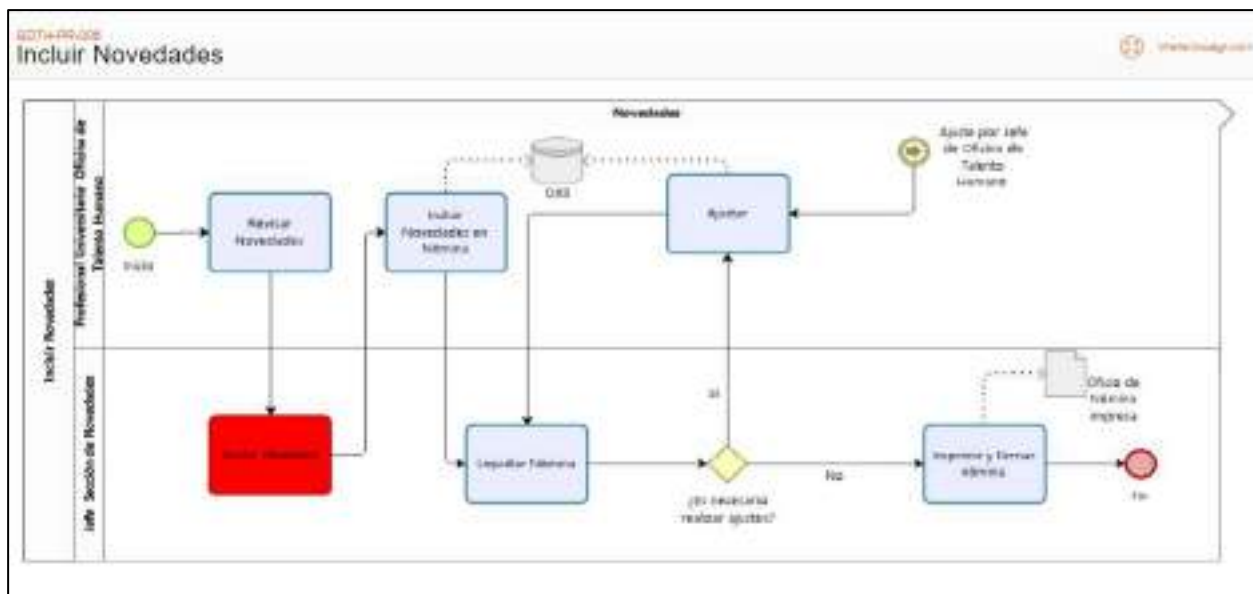 Incluir Novedades
Novedades
Incluir Novedades
Profesional Universitario Oficina de
Talento Humano
Jefe Sección de Novedades
Inicio
Revisar
Novedades
Incluir
Novedades en
Nómina
Ajustar
Ajuste por Jefe
de Oficina de
Talento
Humano
Liquidar Nómina
Si
¿Es necesario
realizar ajustes?
No
Imprimir y Firmar
Nómina
Oficio de
Nómina
Impresa
Fin